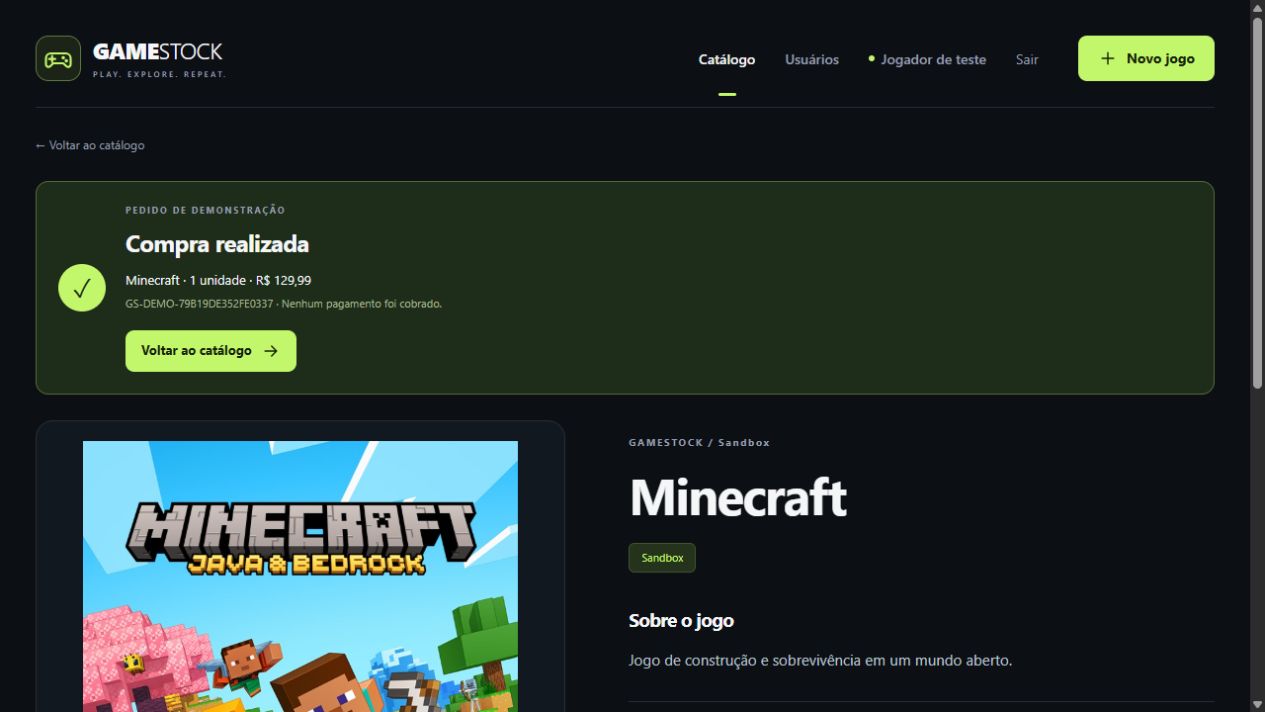 GAMESTOCK
PLAY. EXPLORE. REPEAT.
Catálogo
Usuários
Jogador de teste
Sair
+ Novo jogo
← Voltar ao catálogo
PEDIDO DE DEMONSTRAÇÃO
Compra realizada
Minecraft · 1 unidade · R$ 129,99
GS-DEMO-79B19DE352FE0337 · Nenhum pagamento foi cobrado.
Voltar ao catálogo →
MINECRAFT
JAVA & BEDROCK
GAMESTOCK / Sandbox
Minecraft
Sandbox
Sobre o jogo
Jogo de construção e sobrevivência em um mundo aberto.